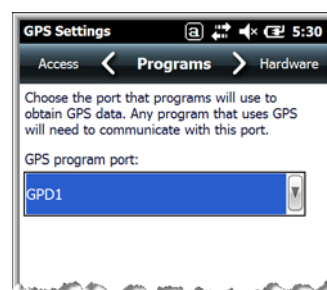 GPS Settings a 5:30
Access Programs Hardware
Choose the port that programs will use to
obtain GPS data. Any program that uses GPS
will need to communicate with this port.
GPS program port:
GPD1